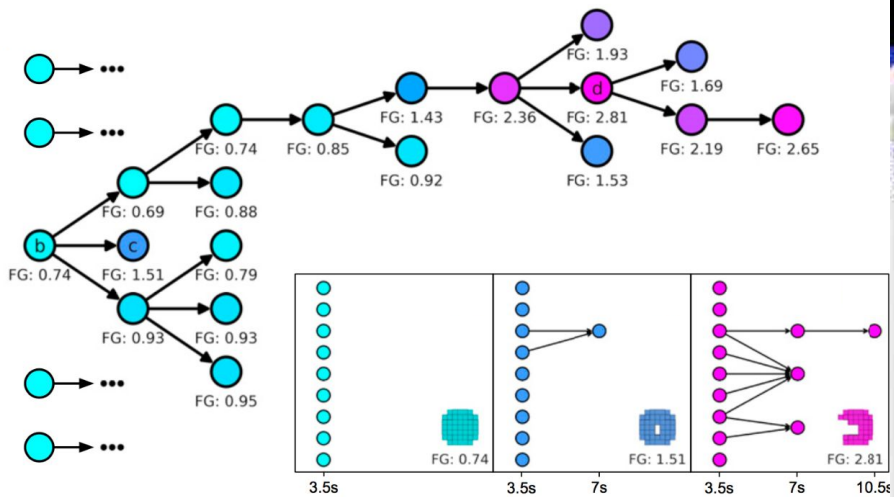 FG: 1.93
•••
d
FG: 1.69
FG: 1.43
FG: 2.36
FG: 2.81
•••
FG: 0.74
FG: 0.85
FG: 2.19
FG: 2.65
FG: 0.92
FG: 1.53
FG: 0.69
FG: 0.88
b
c
FG: 0.74
FG: 1.51
FG: 0.79
FG: 0.93
FG: 0.93
•••
FG: 0.95
•••
FG: 0.74
FG: 1.51
FG: 2.81
3.5s
3.5s
7s
3.5s
7s
10.5s